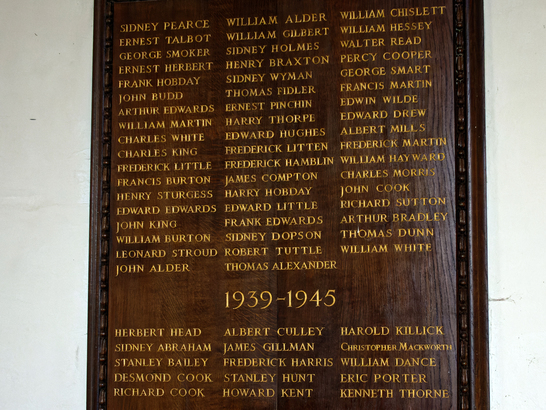 SIDNEY PEARCE
ERNEST TALBOT
GEORGE SMOKER
ERNEST HERBERT
FRANK HOBDAY
JOHN BUDD
ARTHUR EDWARDS
WILLIAM MARTIN
CHARLES WHITE
CHARLES KING
FREDERICK LITTLE
FRANCIS BURTON
HENRY STURGESS
EDWARD EDWARDS
JOHN KING
WILLIAM BURTON
LEONARD STROUD
JOHN ALDER
WILLIAM ALDER
WILLIAM GILBERT
SIDNEY HOLMES
HENRY BRAXTON
SIDNEY WYMAN
THOMAS FIDLER
ERNEST PINCHIN
HARRY THORPE
EDWARD HUGHES
FREDERICK LITTEN
FREDERICK HAMBLIN
JAMES COMPTON
HARRY HOBDAY
EDWARD LITTLE
FRANK EDWARDS
SIDNEY DOPSON
ROBERT TUTTLE
THOMAS ALEXANDER
WILLIAM CHISLETT
WILLIAM HESSEY
WALTER READ
PERCY COOPER
GEORGE SMART
FRANCIS MARTIN
EDWIN WILDE
EDWARD DREW
ALBERT MILLS
FREDERICK MARTIN
WILLIAM HAYWARD
CHARLES MORRIS
JOHN COOK
RICHARD SUTTON
ARTHUR BRADLEY
THOMAS DUNN
WILLIAM WHITE
1939-1945
HERBERT HEAD
SIDNEY ABRAHAM
STANLEY BAILEY
DESMOND COOK
RICHARD COOK
ALBERT CULLEY
JAMES GILLMAN
FREDERICK HARRIS
STANLEY HUNT
HOWARD KENT
HAROLD KILLICK
CHRISTOPHER MACKWORTH
WILLIAM DANCE
ERIC PORTER
KENNETH THORNE